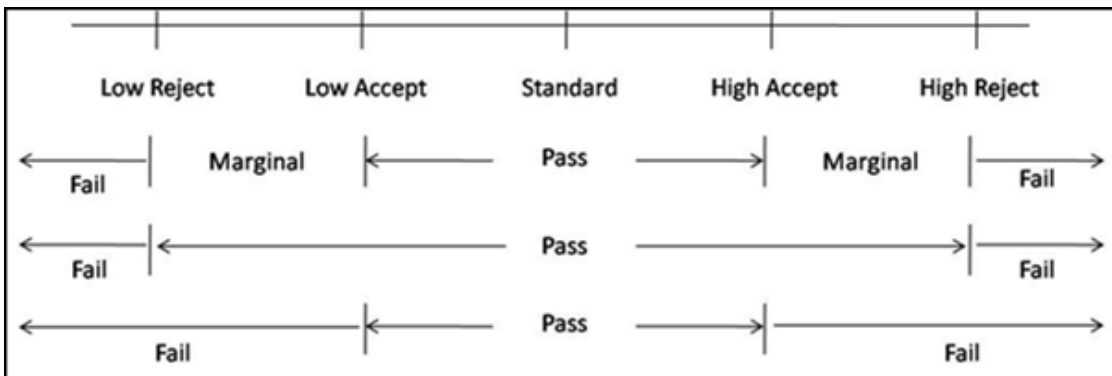 Low Reject Low Accept Standard High Accept High Reject
Marginal Pass Marginal
Fail Fail
Pass
Fail Fail
Pass
Fail Fail